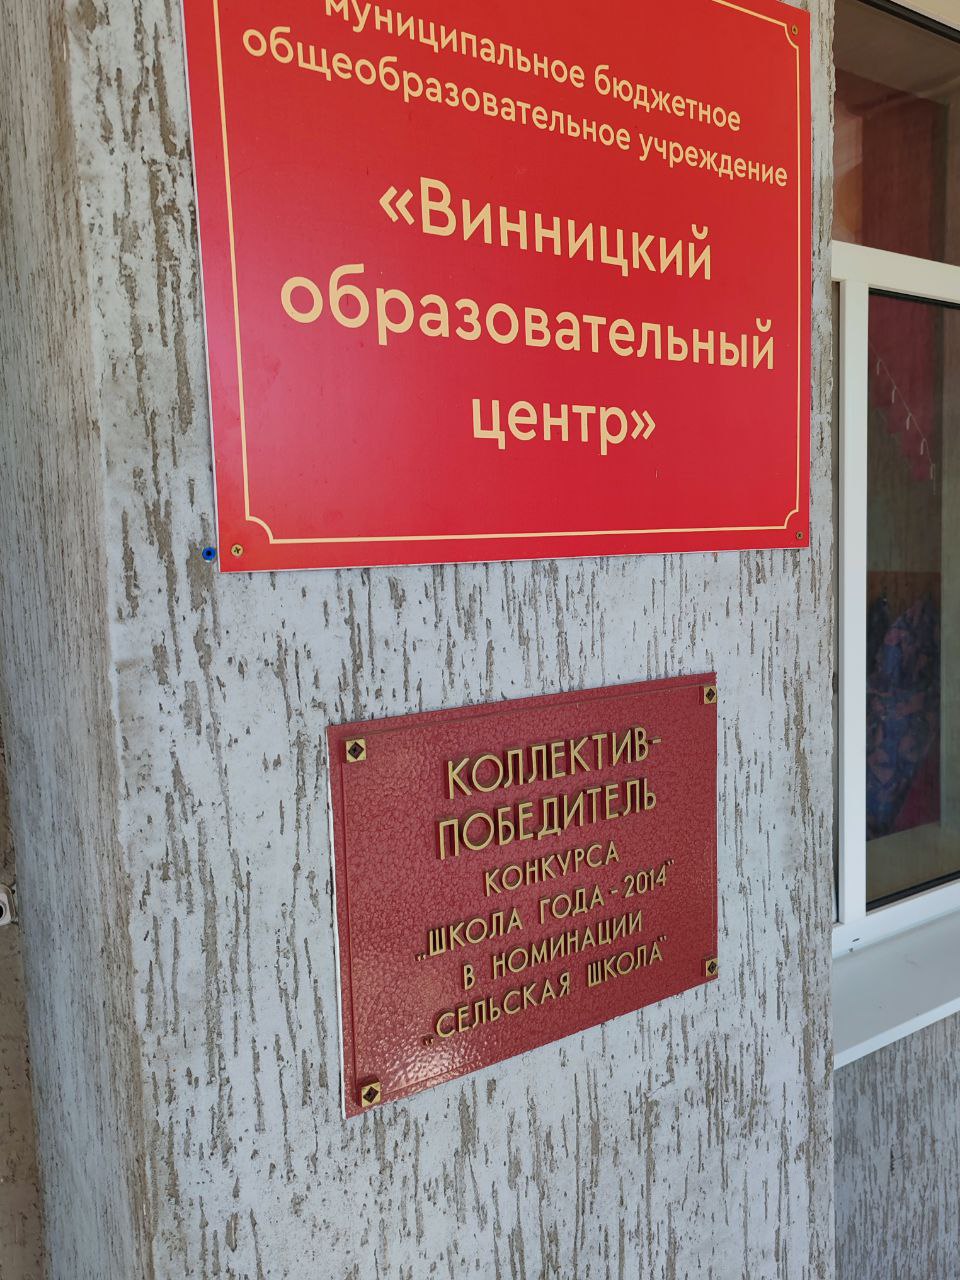 муниципальное бюджетное
общеобразовательное учреждение
«Винницкий
образовательный
центр»
КОЛЛЕКТИВ-
ПОБЕДИТЕЛЬ
КОНКУРСА
„ШКОЛА ГОДА - 2014"
В НОМИНАЦИИ
„СЕЛЬСКАЯ ШКОЛА"